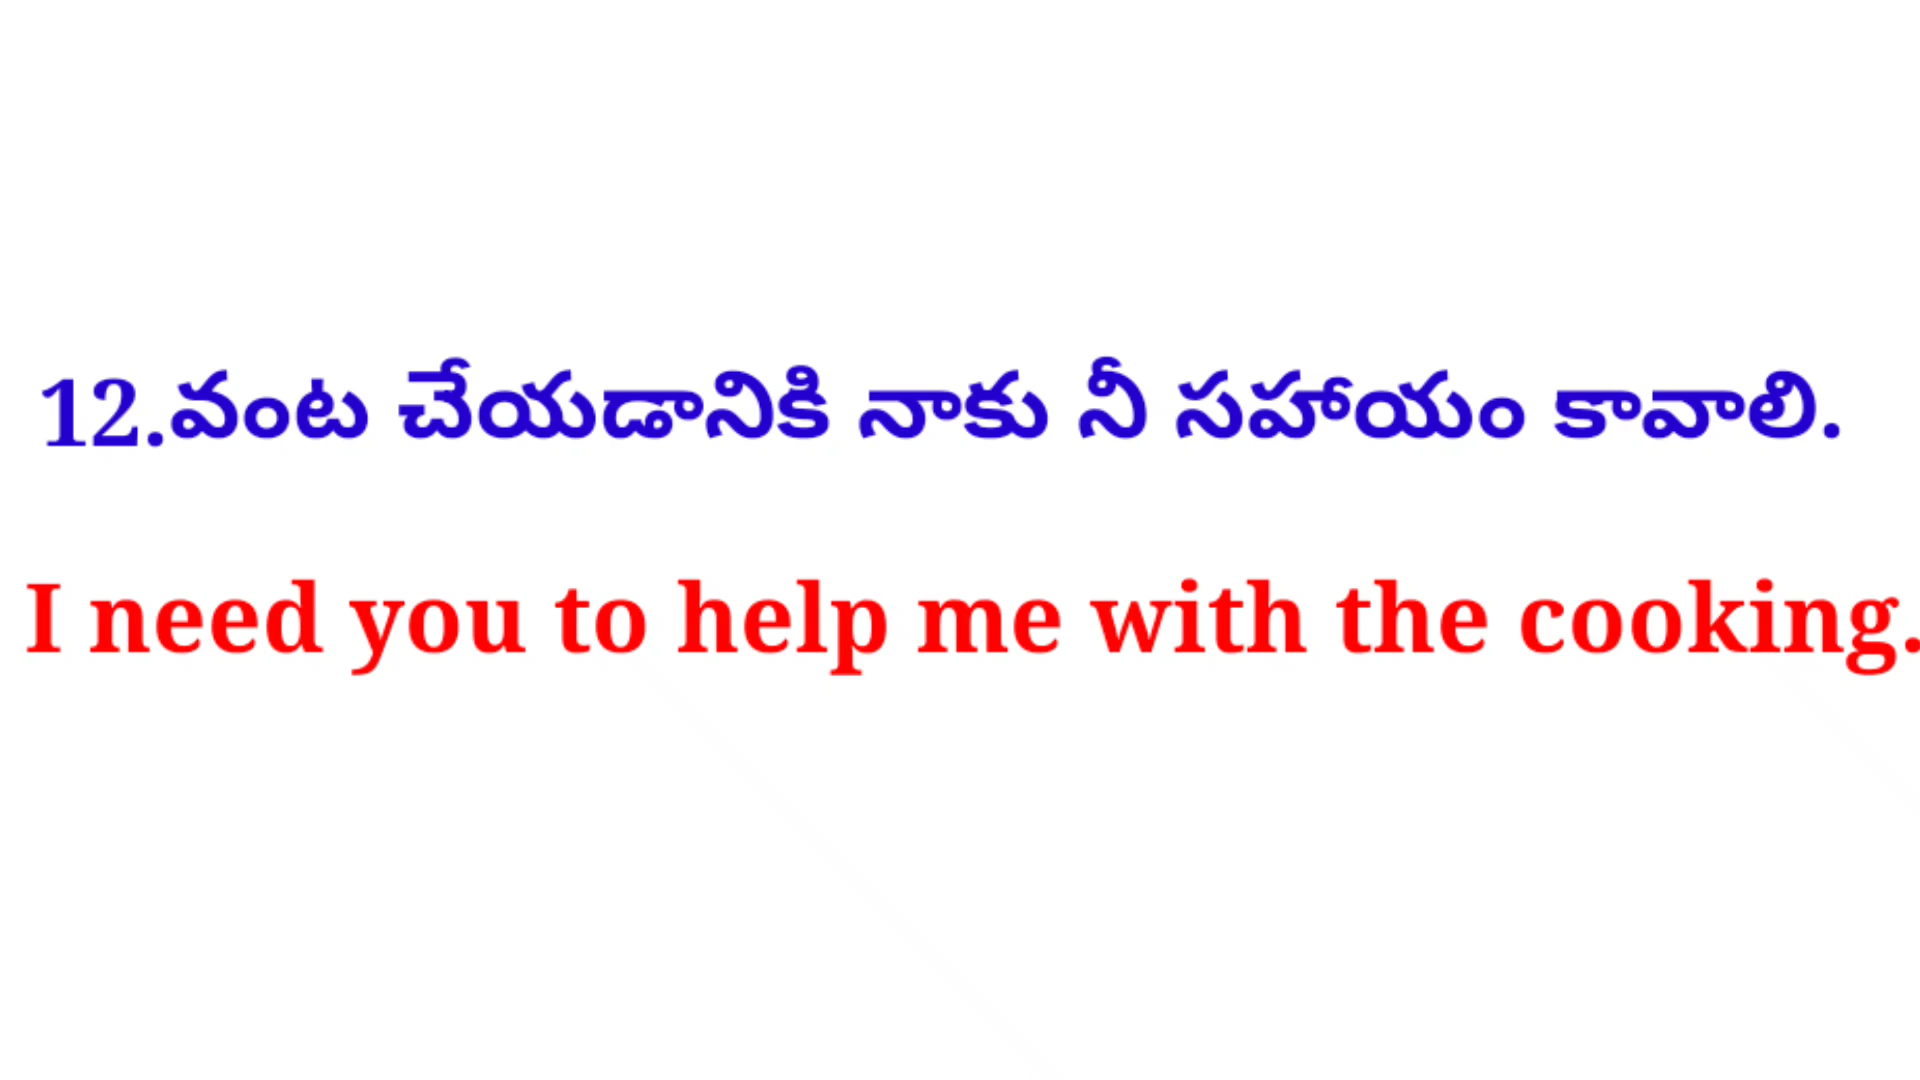 12.వంట చేయడానికి నాకు నీ సహాయం కావాలి.
I need you to help me with the cooking.